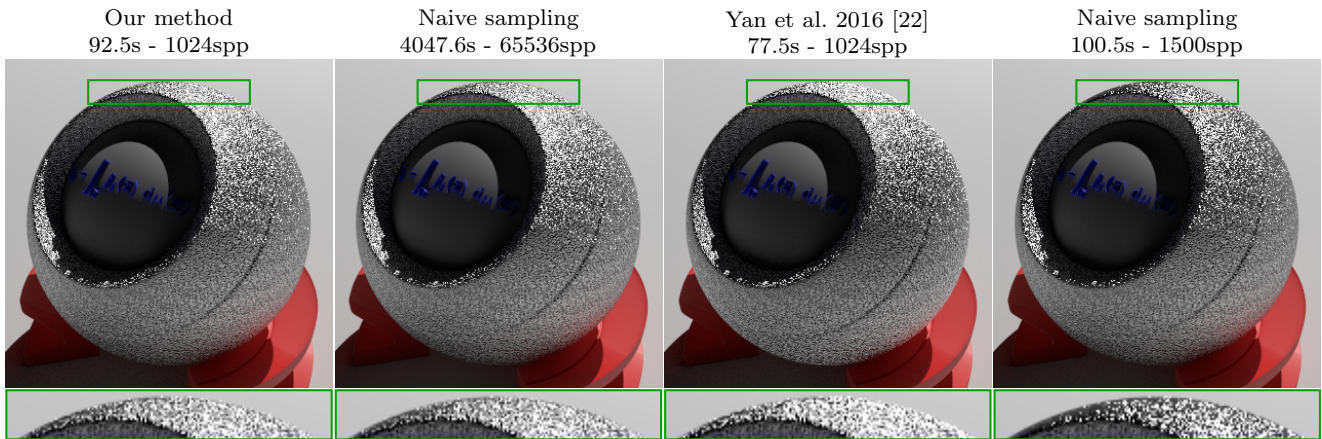 Our method
92.5s - 1024spp
Naive sampling
4047.6s - 65536spp
Yan et al. 2016 [22]
77.5s - 1024spp
Naive sampling
100.5s - 1500spp